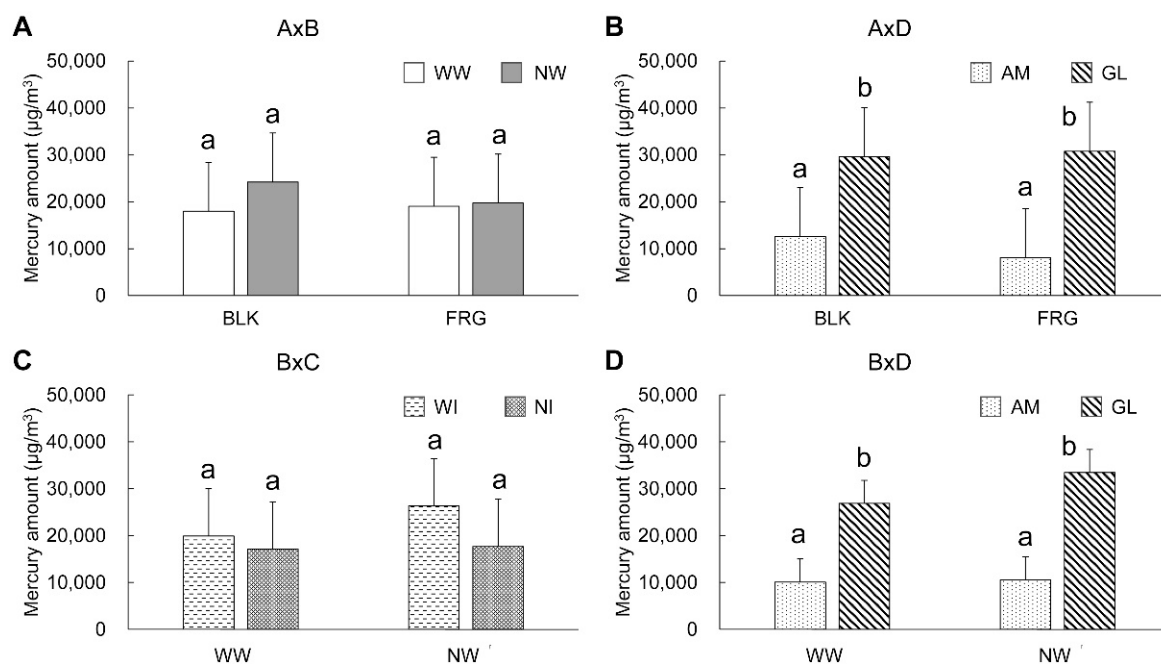 A
AxB
Mercury amount (µg/m³)
50,000
40,000
30,000
20,000
10,000
0
WW
NW
a
a
a
a
BLK
FRG
B
AxD
Mercury amount (µg/m³)
50,000
40,000
30,000
20,000
10,000
0
AM
GL
a
b
a
b
BLK
FRG
C
BxC
Mercury amount (µg/m³)
50,000
40,000
30,000
20,000
10,000
0
WI
NI
a
a
a
a
WW
NW
D
BxD
Mercury amount (µg/m³)
50,000
40,000
30,000
20,000
10,000
0
AM
GL
a
b
a
b
WW
NW